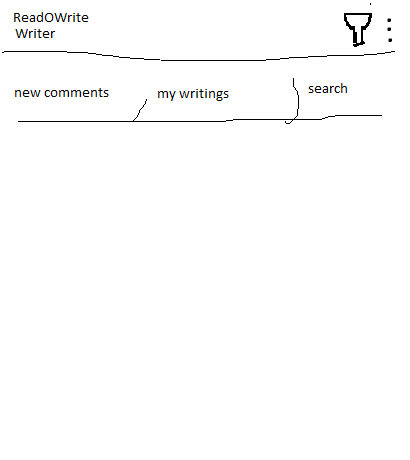 ReadOWrite
Writer
new comments
my writings
search